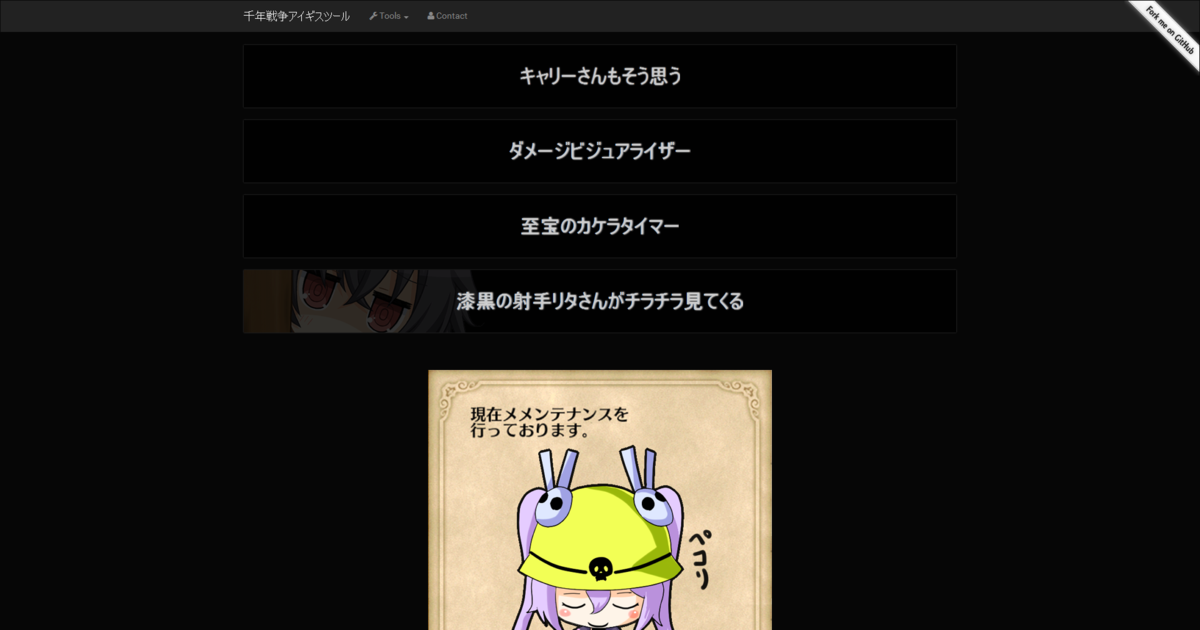 千年戦争アイギスツール
Tools
Contact
Fork me on GitHub
キャリーさんもそう思う
ダメージビジュアライザー
至宝のカケラタイマー
漆黒の射手リタさんがチラチラ見てくる
現在メメンテナンスを
行っております。
ペコリ